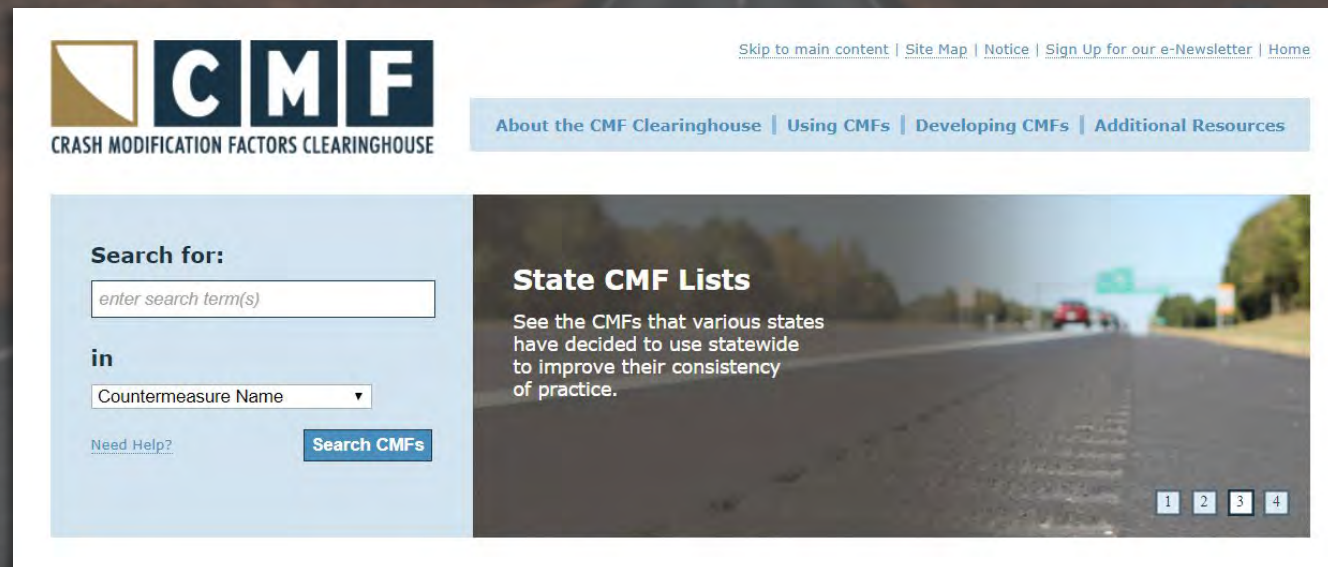 CMF
CRASH MODIFICATION FACTORS CLEARINGHOUSE
Skip to main content | Site Map | Notice | Sign Up for our e-Newsletter | Home
About the CMF Clearinghouse | Using CMFs | Developing CMFs | Additional Resources
Search for:
enter search term(s)
in
Countermeasure Name
Need Help?
Search CMFs
State CMF Lists
See the CMFs that various states
have decided to use statewide
to improve their consistency
of practice.
1 2 3 4